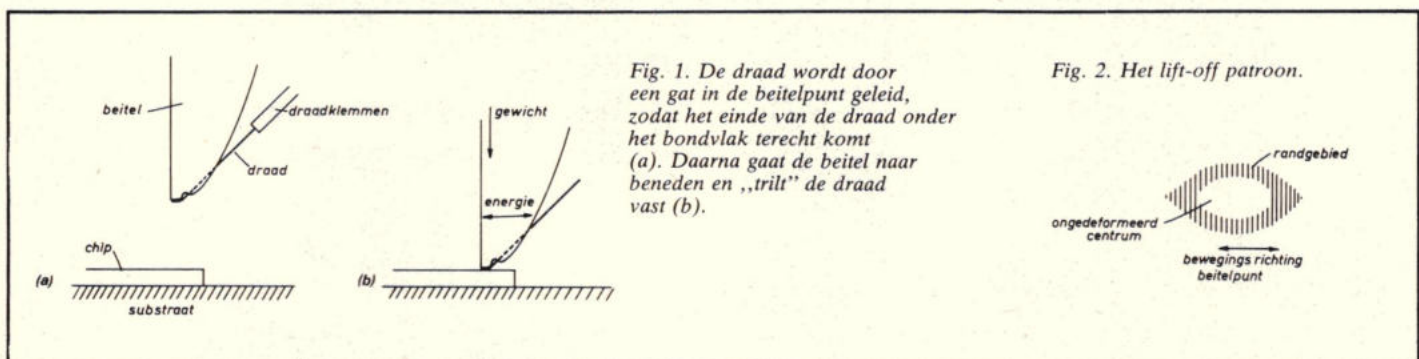 beitel
draadklemmen
draad
chip
(a)
substraat
gewicht
energie
(b)
Fig. 1. De draad wordt door
een gat in de beitelpunt geleid,
zodat het einde van de draad onder
het bondvlak terecht komt
(a). Daarna gaat de beitel naar
beneden en „trilt” de draad
vast (b).
Fig. 2. Het lift-off patroon.
randgebied
ongedeformeerd
centrum
bewegings richting
beitelpunt